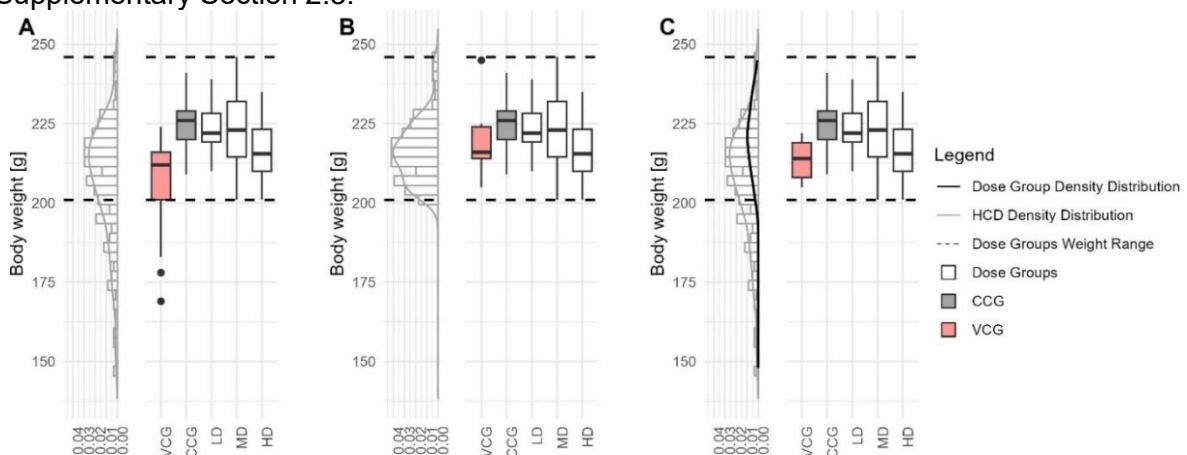 Supplementary Section 2.3.
A
B
C
Body weight [g]
250
225
200
175
150
0.04
0.03
0.02
0.01
0.00
VCG
CCG
LD
MD
HD
Body weight [g]
250
225
200
175
150
0.04
0.03
0.02
0.01
0.00
VCG
CCG
LD
MD
HD
Body weight [g]
250
225
200
175
150
0.04
0.03
0.02
0.01
0.00
VCG
CCG
LD
MD
HD
Legend
Dose Group Density Distribution
HCD Density Distribution
Dose Groups Weight Range
Dose Groups
CCG
VCG